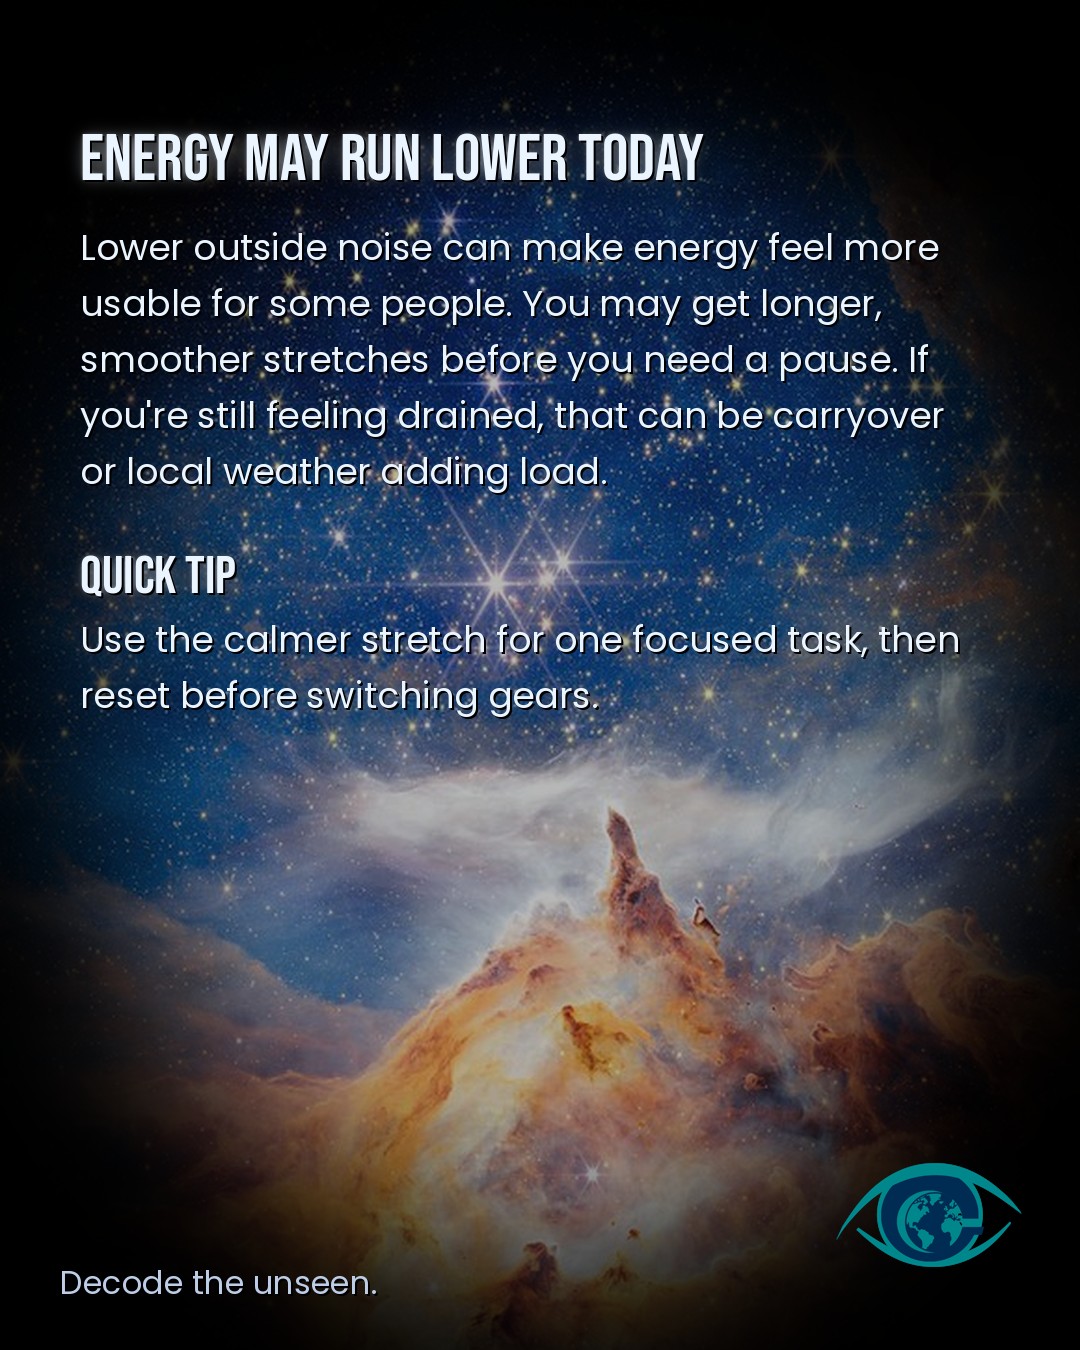 ENERGY MAY RUN LOWER TODAY
Lower outside noise can make energy feel more
usable for some people. You may get longer,
smoother stretches before you need a pause. If
you're still feeling drained, that can be carryover
or local weather adding load.
QUICK TIP
Use the calmer stretch for one focused task, then
reset before switching gears.
Decode the unseen.